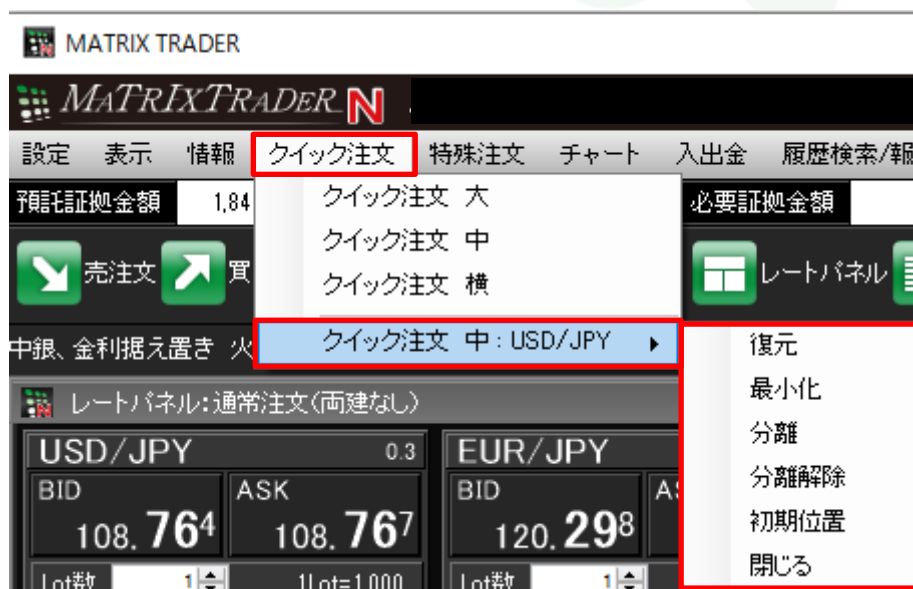 MATRIX TRADER
MATRIXTRADER N
設定 表示 情報 クイック注文 特殊注文 チャート 入出金 履歴検索/報
預託証拠金額 1,84 必要証拠金額
クイック注文 大
クイック注文 中
クイック注文 横
クイック注文 中:USD/JPY
売注文 買 レートパネル
中銀、金利据え置き 火
復元
最小化
分離
分離解除
初期位置
閉じる
レートパネル:通常注文(両建なし)
USD/JPY 0.3 EUR/JPY
BID ASK BID
108.764 108.767 120.298
Lot数 1 1Lot=1,000 Lot数 1